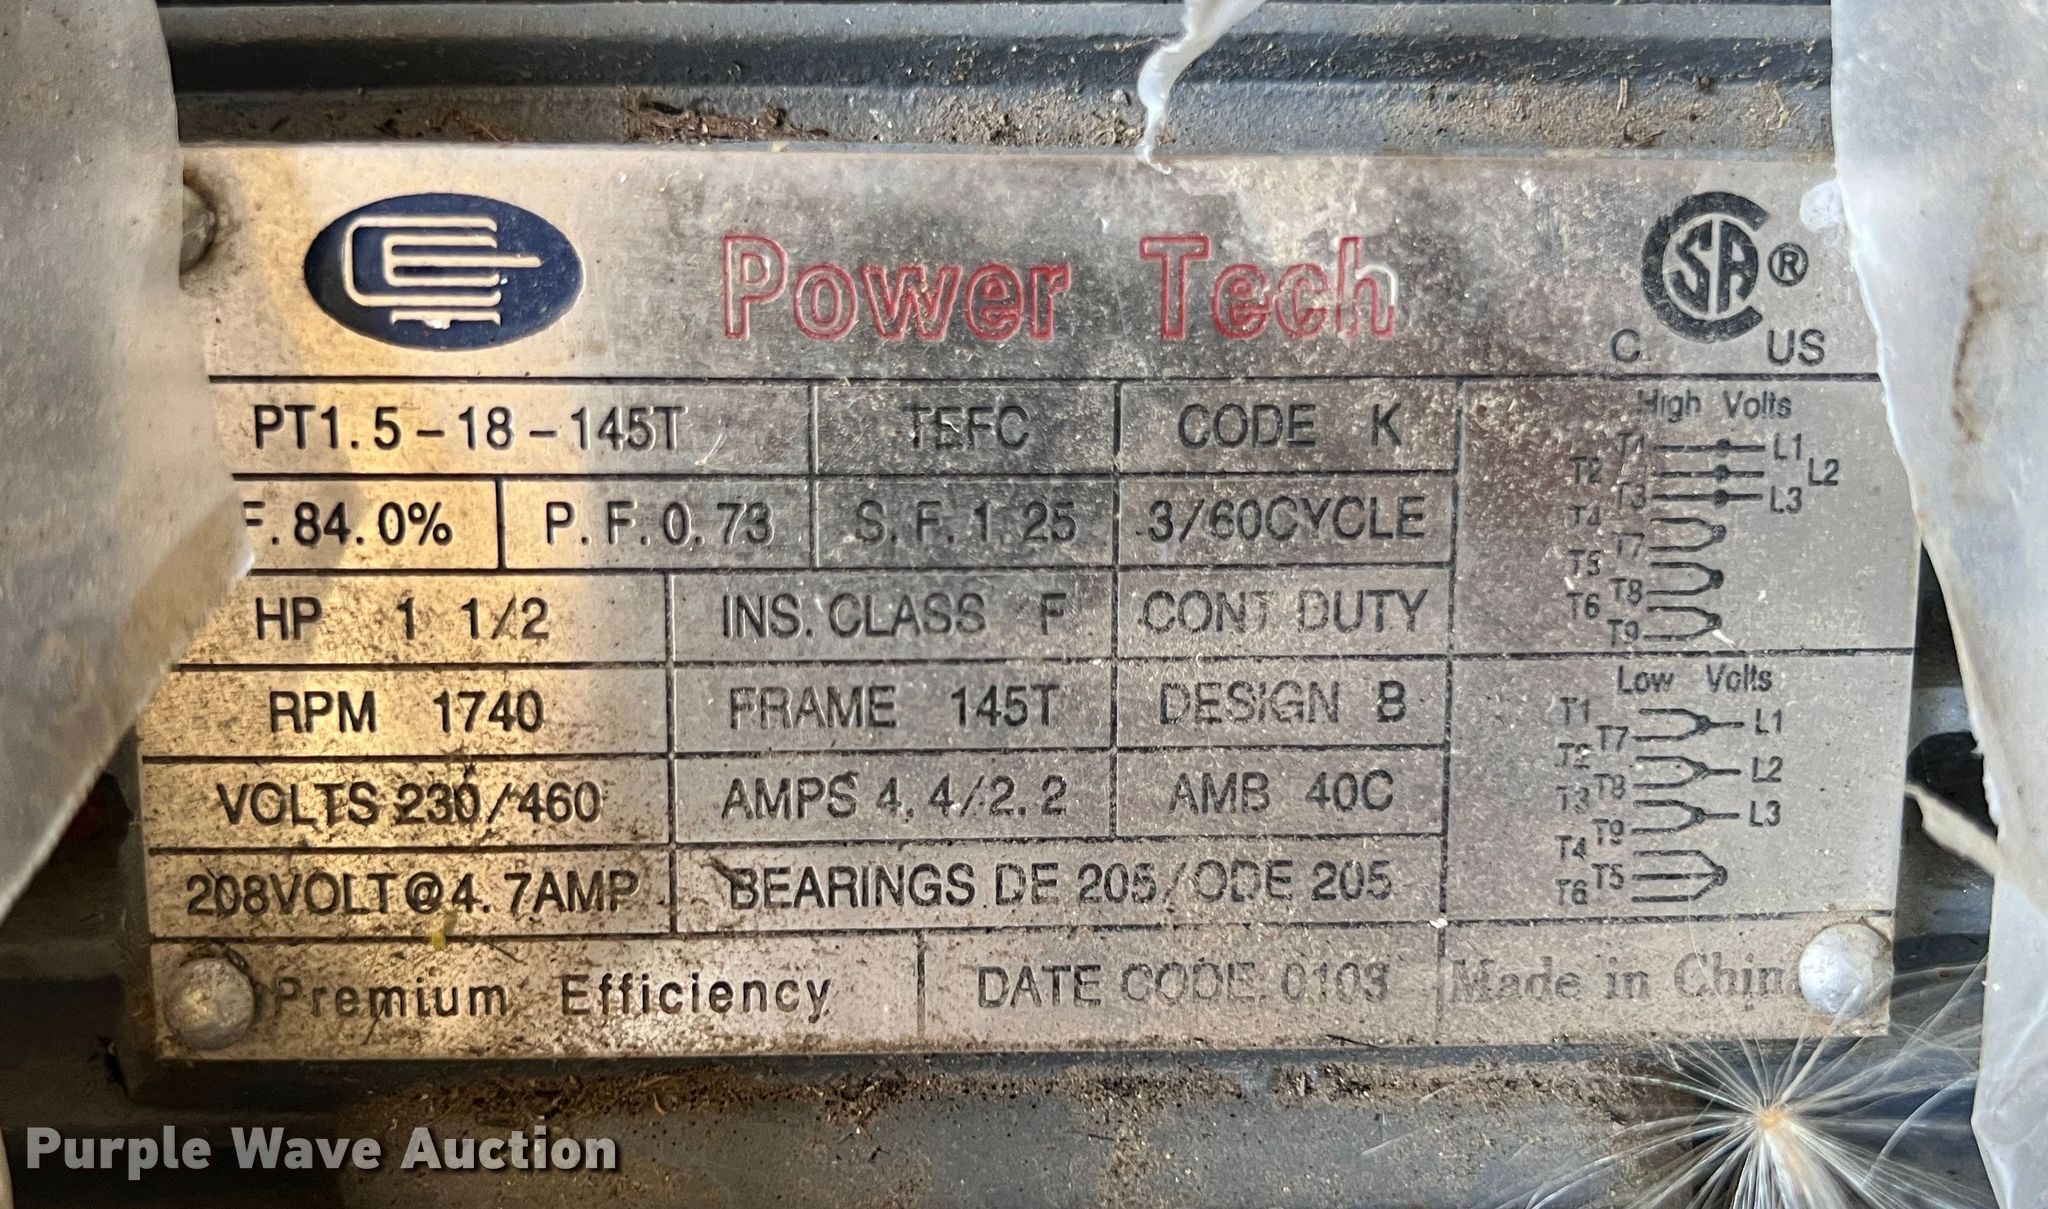 Power Tech
CSA ®
C US
PT1.5-18-145T TEFC CODE K
F.84.0% P.F.0.73 S.F.1.25 3/60CYCLE
HP 1 1/2 INS.CLASS F CONT DUTY
RPM 1740 FRAME 145T DESIGN B
VOLTS 230/460 AMPS 4.4/2.2 AMB 40C
208VOLT@4.7AMP BEARINGS DE 205/ODE 205
Premium Efficiency DATE CODE 0103 Made in China
High Volts
T1 L1
T2 L2
T3 L3
T4
T7
T5
T8
T6
T9
Low Volts
T1 L1
T7
T2 L2
T8
T3 L3
T9
T4
T5
T6
Purple Wave Auction